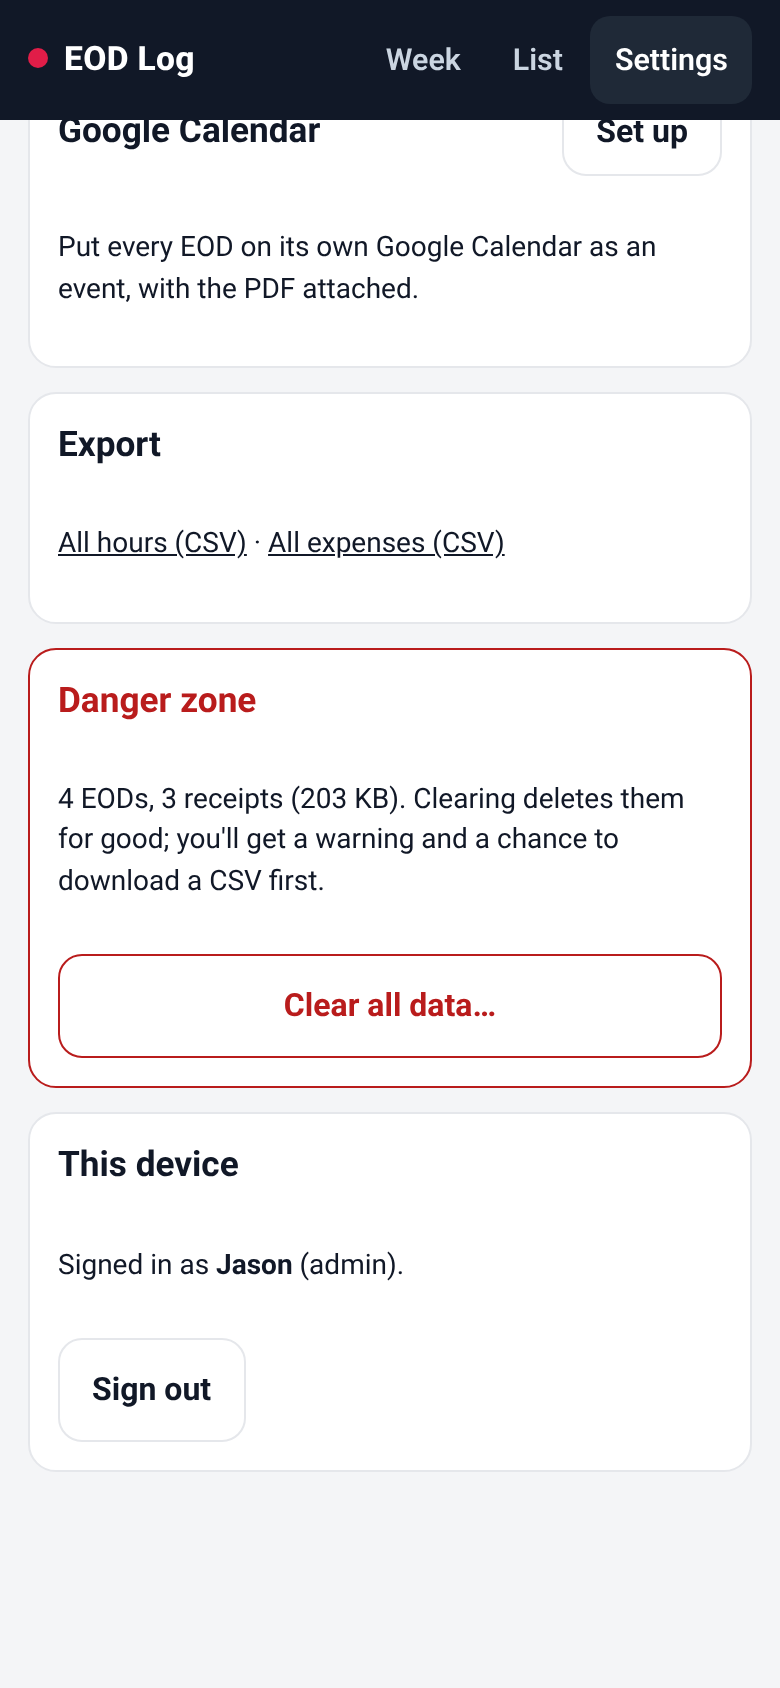 EOD Log
Week
List
Settings
Google Calendar
Set up
Put every EOD on its own Google Calendar as an
event, with the PDF attached.
Export
All hours (CSV) · All expenses (CSV)
Danger zone
4 EODs, 3 receipts (203 KB). Clearing deletes them
for good; you'll get a warning and a chance to
download a CSV first.
Clear all data…
This device
Signed in as Jason (admin).
Sign out